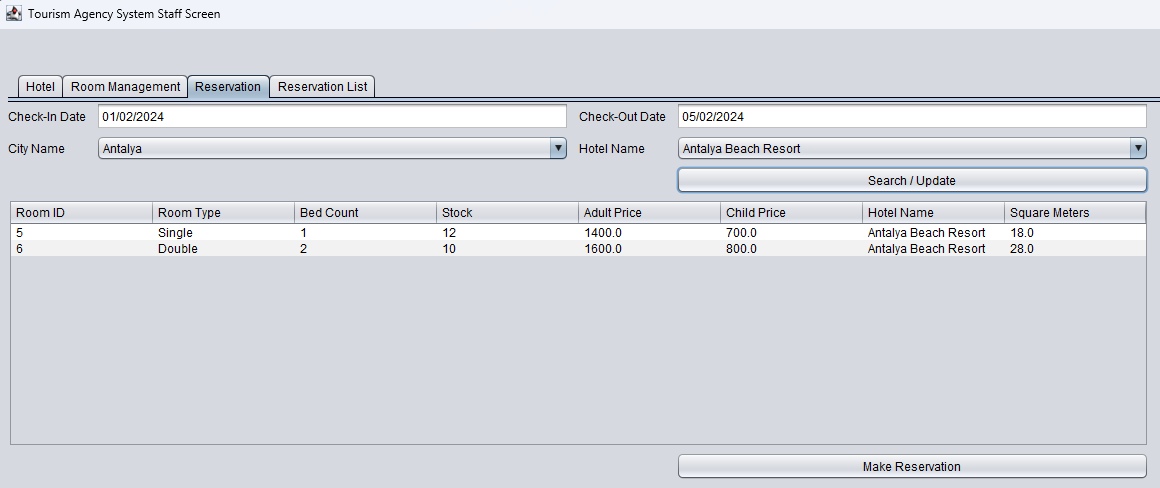 Tourism Agency System Staff Screen
Hotel Room Management Reservation Reservation List
Check-In Date 01/02/2024 Check-Out Date 05/02/2024
City Name Antalya Hotel Name Antalya Beach Resort
Search / Update
Room ID Room Type Bed Count Stock Adult Price Child Price Hotel Name Square Meters
5 Single 1 12 1400.0 700.0 Antalya Beach Resort 18.0
6 Double 2 10 1600.0 800.0 Antalya Beach Resort 28.0
Make Reservation